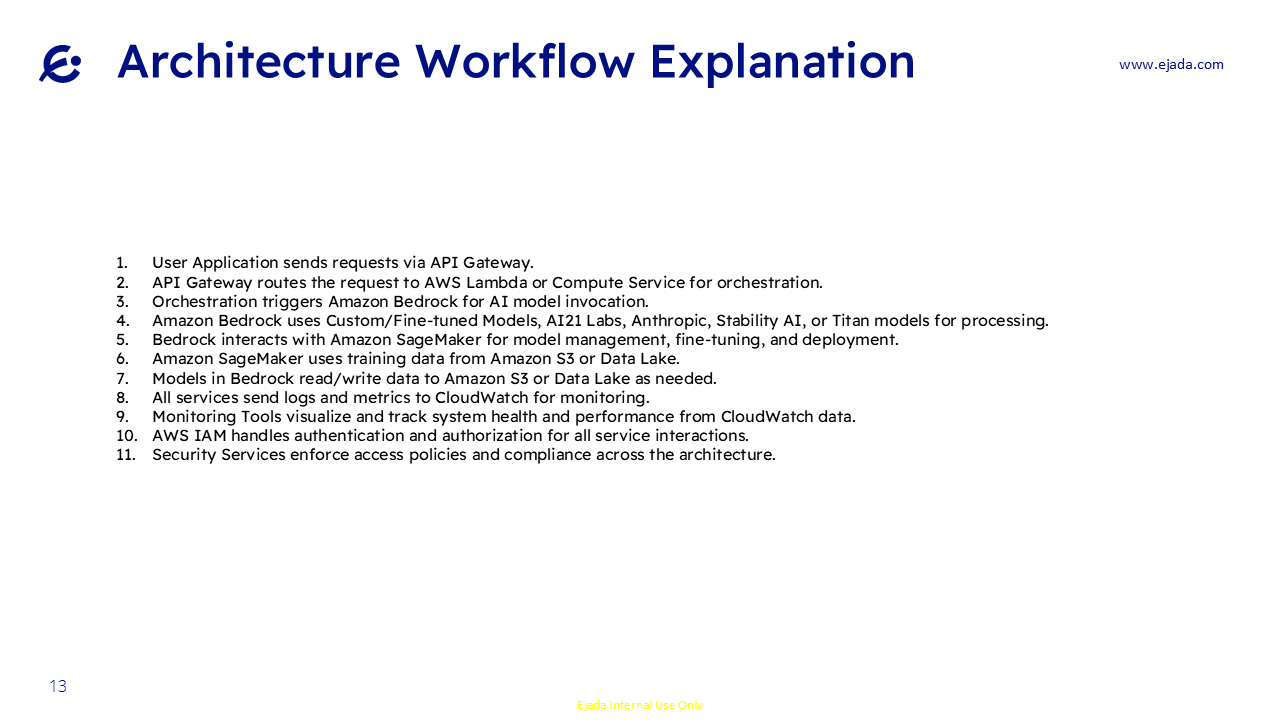 Architecture Workflow Explanation
www.ejada.com
1. User Application sends requests via API Gateway.
2. API Gateway routes the request to AWS Lambda or Compute Service for orchestration.
3. Orchestration triggers Amazon Bedrock for AI model invocation.
4. Amazon Bedrock uses Custom/Fine-tuned Models, AI21 Labs, Anthropic, Stability AI, or Titan models for processing.
5. Bedrock interacts with Amazon SageMaker for model management, fine-tuning, and deployment.
6. Amazon SageMaker uses training data from Amazon S3 or Data Lake.
7. Models in Bedrock read/write data to Amazon S3 or Data Lake as needed.
8. All services send logs and metrics to CloudWatch for monitoring.
9. Monitoring Tools visualize and track system health and performance from CloudWatch data.
10. AWS IAM handles authentication and authorization for all service interactions.
11. Security Services enforce access policies and compliance across the architecture.
13
Ejada Internal Use Only